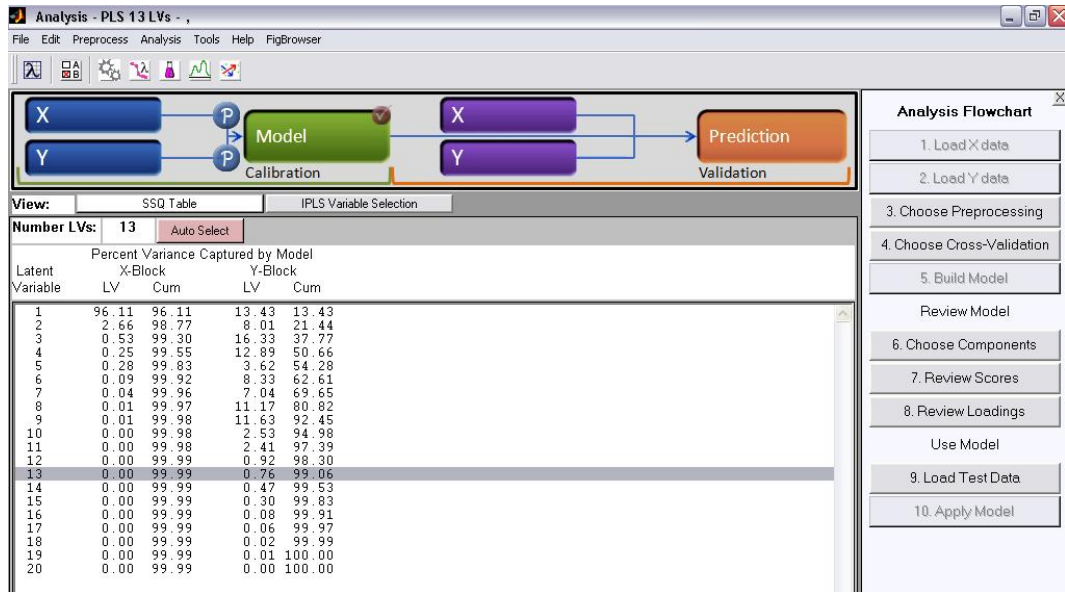 Analysis - PLS 13 LVs - ,
File Edit Preprocess Analysis Tools Help FigBrowser
X
Y
P
P
Model
Calibration
X
Y
Prediction
Validation
View: SSQ Table IPLS Variable Selection
Number LVs: 13 Auto Select
Percent Variance Captured by Model
Latent X-Block Y-Block
Variable LV Cum LV Cum
1 96.11 96.11 13.43 13.43
2 2.66 98.77 8.01 21.44
3 0.53 99.30 16.33 37.77
4 0.25 99.55 12.89 50.66
5 0.28 99.83 3.62 54.28
6 0.09 99.92 8.33 62.61
7 0.04 99.96 7.04 69.65
8 0.01 99.97 11.17 80.82
9 0.01 99.98 11.63 92.45
10 0.00 99.98 2.53 94.98
11 0.00 99.98 2.41 97.39
12 0.00 99.99 0.92 98.30
13 0.00 99.99 0.76 99.06
14 0.00 99.99 0.47 99.53
15 0.00 99.99 0.30 99.83
16 0.00 99.99 0.08 99.91
17 0.00 99.99 0.06 99.97
18 0.00 99.99 0.02 99.99
19 0.00 99.99 0.01 100.00
20 0.00 99.99 0.00 100.00
Analysis Flowchart
1. Load X data
2. Load Y data
3. Choose Preprocessing
4. Choose Cross-Validation
5. Build Model
Review Model
6. Choose Components
7. Review Scores
8. Review Loadings
Use Model
9. Load Test Data
10. Apply Model